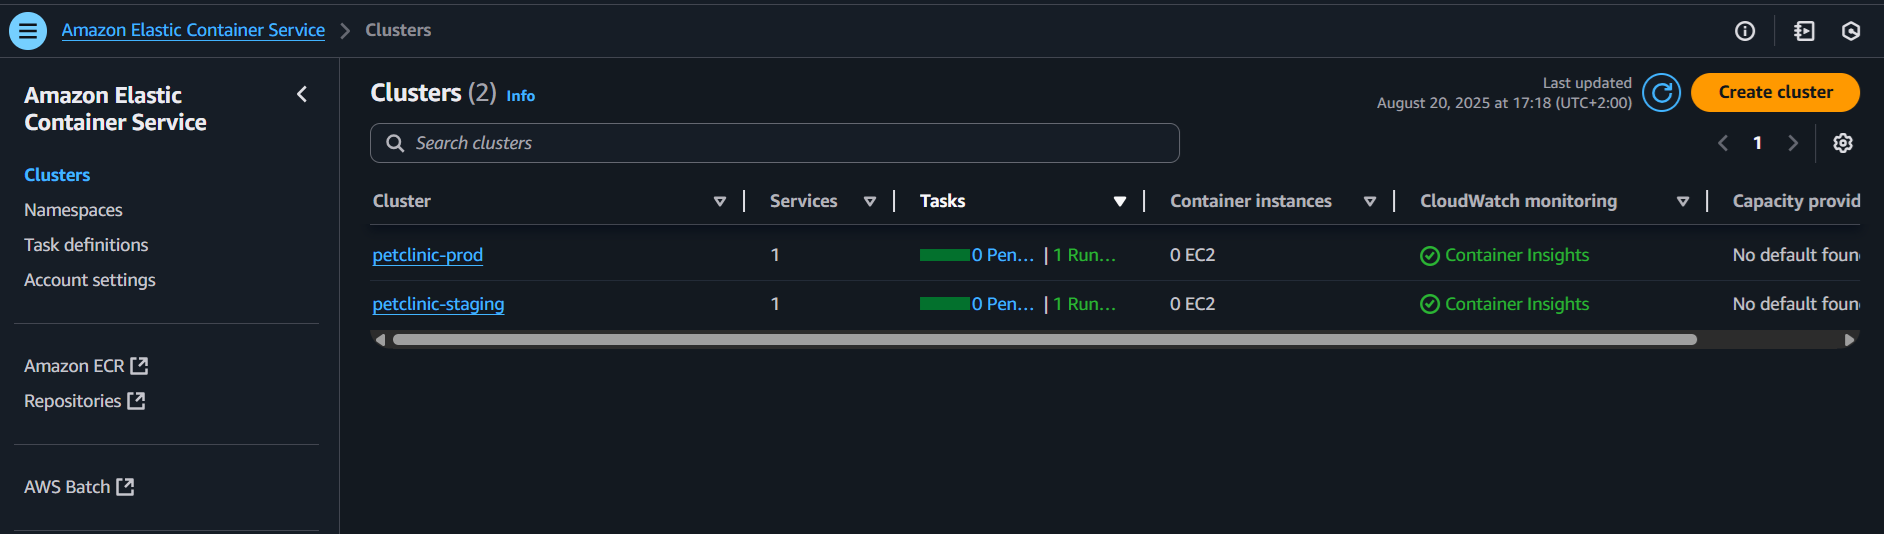 Amazon Elastic Container Service > Clusters
Amazon Elastic
Container Service
Clusters
Namespaces
Task definitions
Account settings
Amazon ECR
Repositories
AWS Batch
Clusters (2) Info
Last updated
August 20, 2025 at 17:18 (UTC+2:00)
Create cluster
Search clusters
1
Cluster Services Tasks Container instances CloudWatch monitoring Capacity provid
petclinic-prod 1 0 Pen... | 1 Run... 0 EC2 Container Insights No default foun
petclinic-staging 1 0 Pen... | 1 Run... 0 EC2 Container Insights No default foun